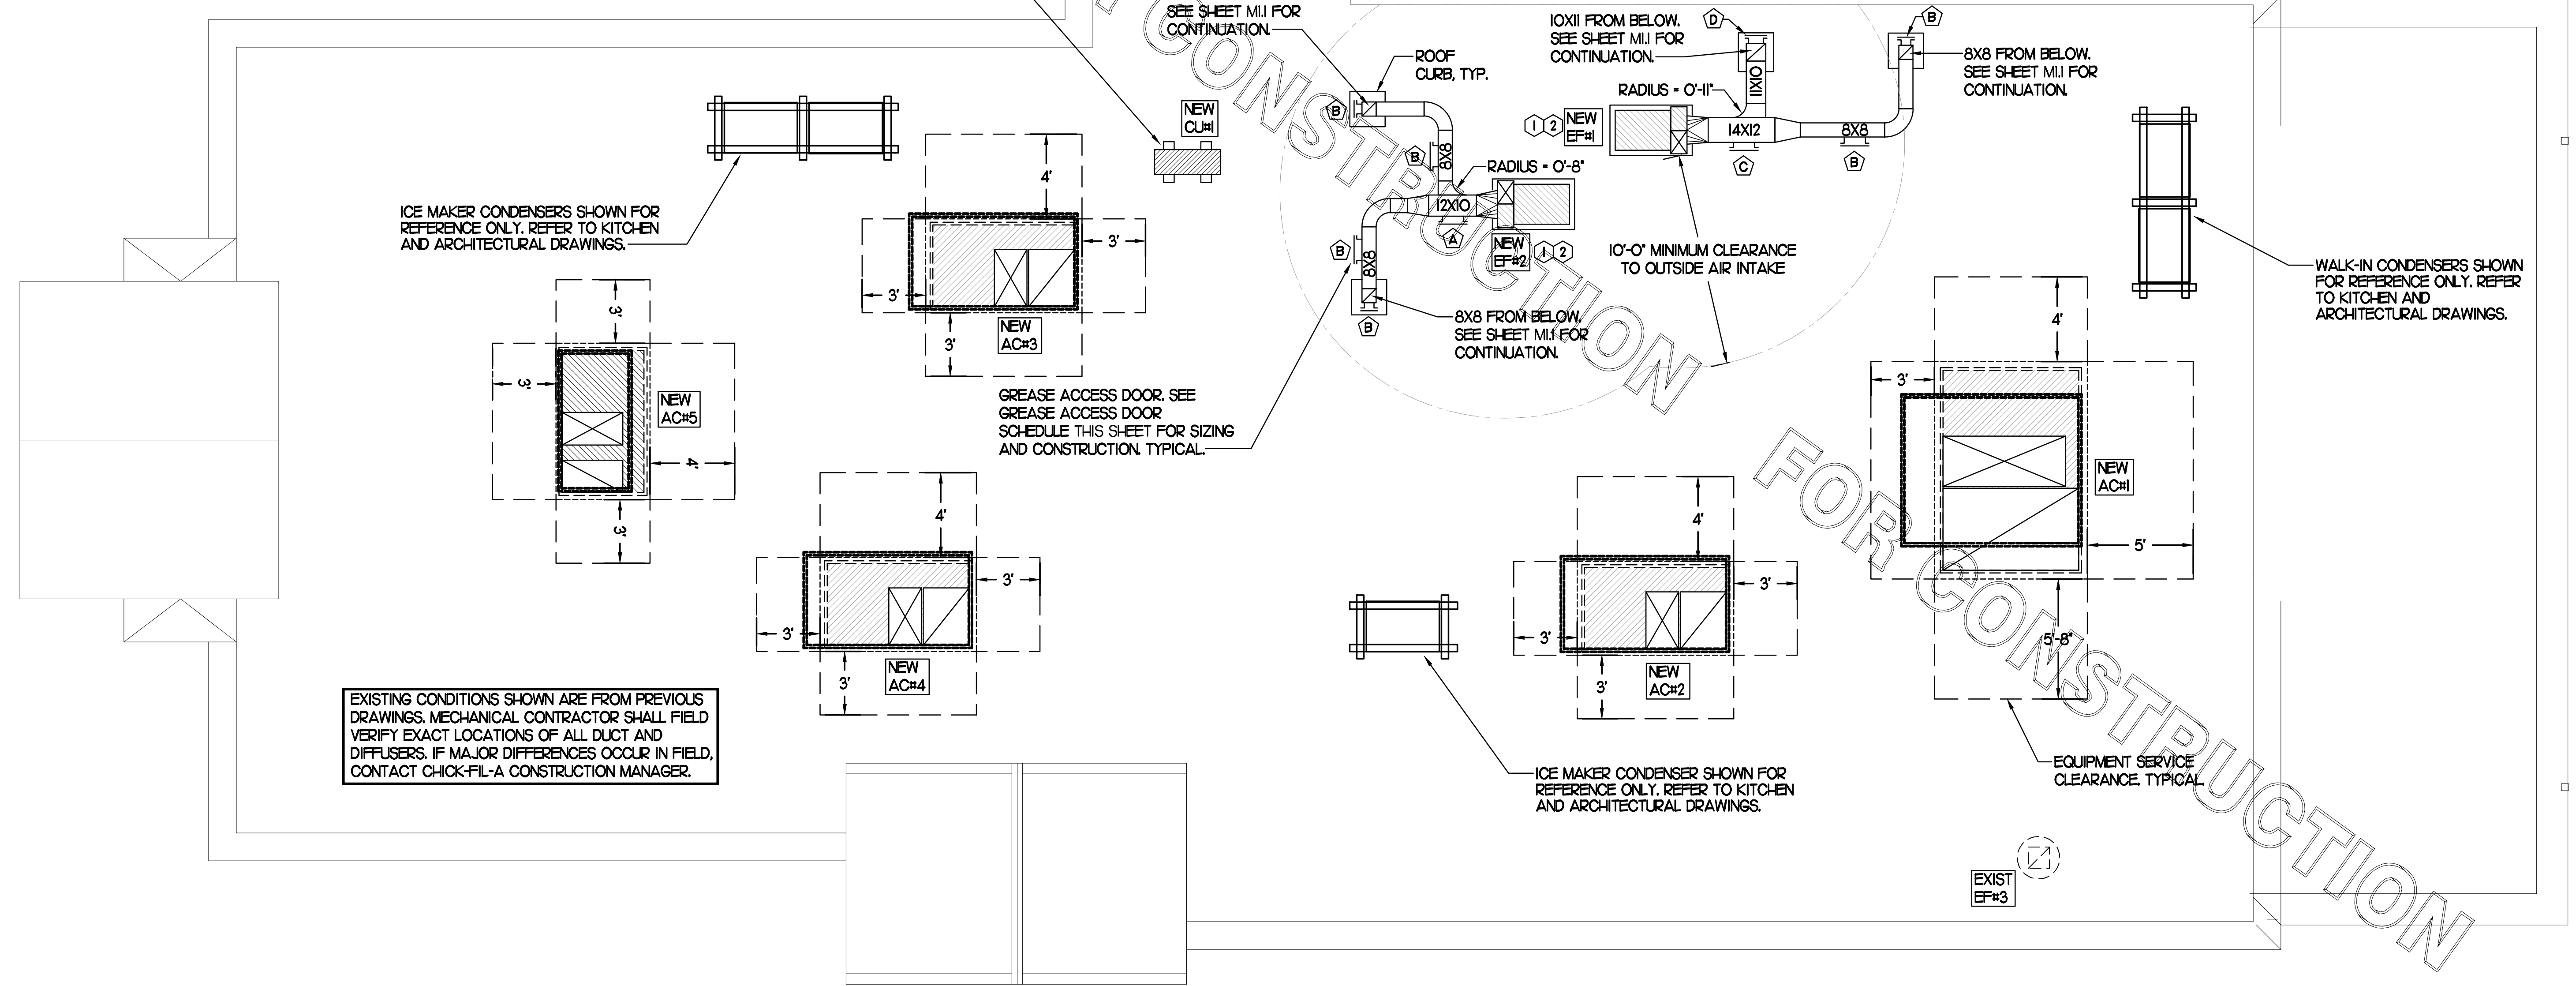 SEE SHEET M1.1 FOR
CONTINUATION.
ROOF
CURB, TYP.
10X11 FROM BELOW.
SEE SHEET M1.1 FOR
CONTINUATION.
D
B
8X8 FROM BELOW.
SEE SHEET M1.1 FOR
CONTINUATION.
11X10
RADIUS = 0'-11"
1
2
NEW
EF#1
14X12
8X8
C
B
NEW
CU#1
B
B
8X8
RADIUS = 0'-8"
12X10
A
NEW
EF#2
1
2
B
8X8
B
8X8 FROM BELOW.
SEE SHEET M1.1 FOR
CONTINUATION.
10'-0" MINIMUM CLEARANCE
TO OUTSIDE AIR INTAKE
ICE MAKER CONDENSERS SHOWN FOR
REFERENCE ONLY. REFER TO KITCHEN
AND ARCHITECTURAL DRAWINGS.
4'
3'
3'
3'
NEW
AC#3
WALK-IN CONDENSERS SHOWN
FOR REFERENCE ONLY. REFER
TO KITCHEN AND
ARCHITECTURAL DRAWINGS.
3'
3'
4'
3'
NEW
AC#5
GREASE ACCESS DOOR. SEE
GREASE ACCESS DOOR
SCHEDULE THIS SHEET FOR SIZING
AND CONSTRUCTION. TYPICAL.
4'
3'
5'
5'-8"
NEW
AC#1
4'
3'
3'
3'
NEW
AC#4
4'
3'
3'
3'
NEW
AC#2
EXISTING CONDITIONS SHOWN ARE FROM PREVIOUS
DRAWINGS. MECHANICAL CONTRACTOR SHALL FIELD
VERIFY EXACT LOCATIONS OF ALL DUCT AND
DIFFUSERS. IF MAJOR DIFFERENCES OCCUR IN FIELD,
CONTACT CHICK-FIL-A CONSTRUCTION MANAGER.
ICE MAKER CONDENSER SHOWN FOR
REFERENCE ONLY. REFER TO KITCHEN
AND ARCHITECTURAL DRAWINGS.
EQUIPMENT SERVICE
CLEARANCE. TYPICAL.
EXIST
EF#3
CONSTRUCTION
FOR CONSTRUCTION